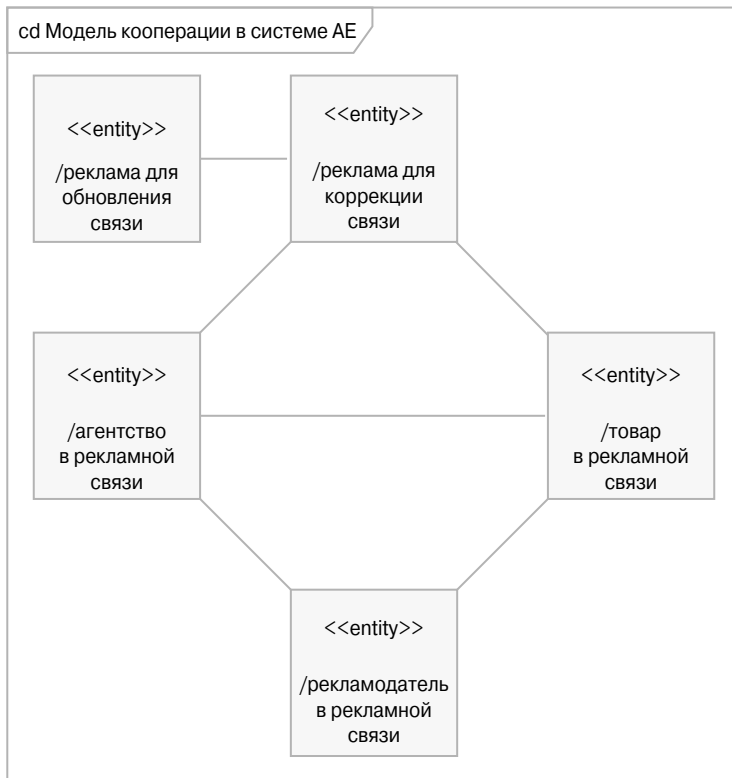 cd Модель кооперации в системе AE
<<entity>>
/реклама для
обновления
связи
<<entity>>
/реклама для
коррекции
связи
<<entity>>
/агентство
в рекламной
связи
<<entity>>
/товар
в рекламной
связи
<<entity>>
/рекламодатель
в рекламной
связи